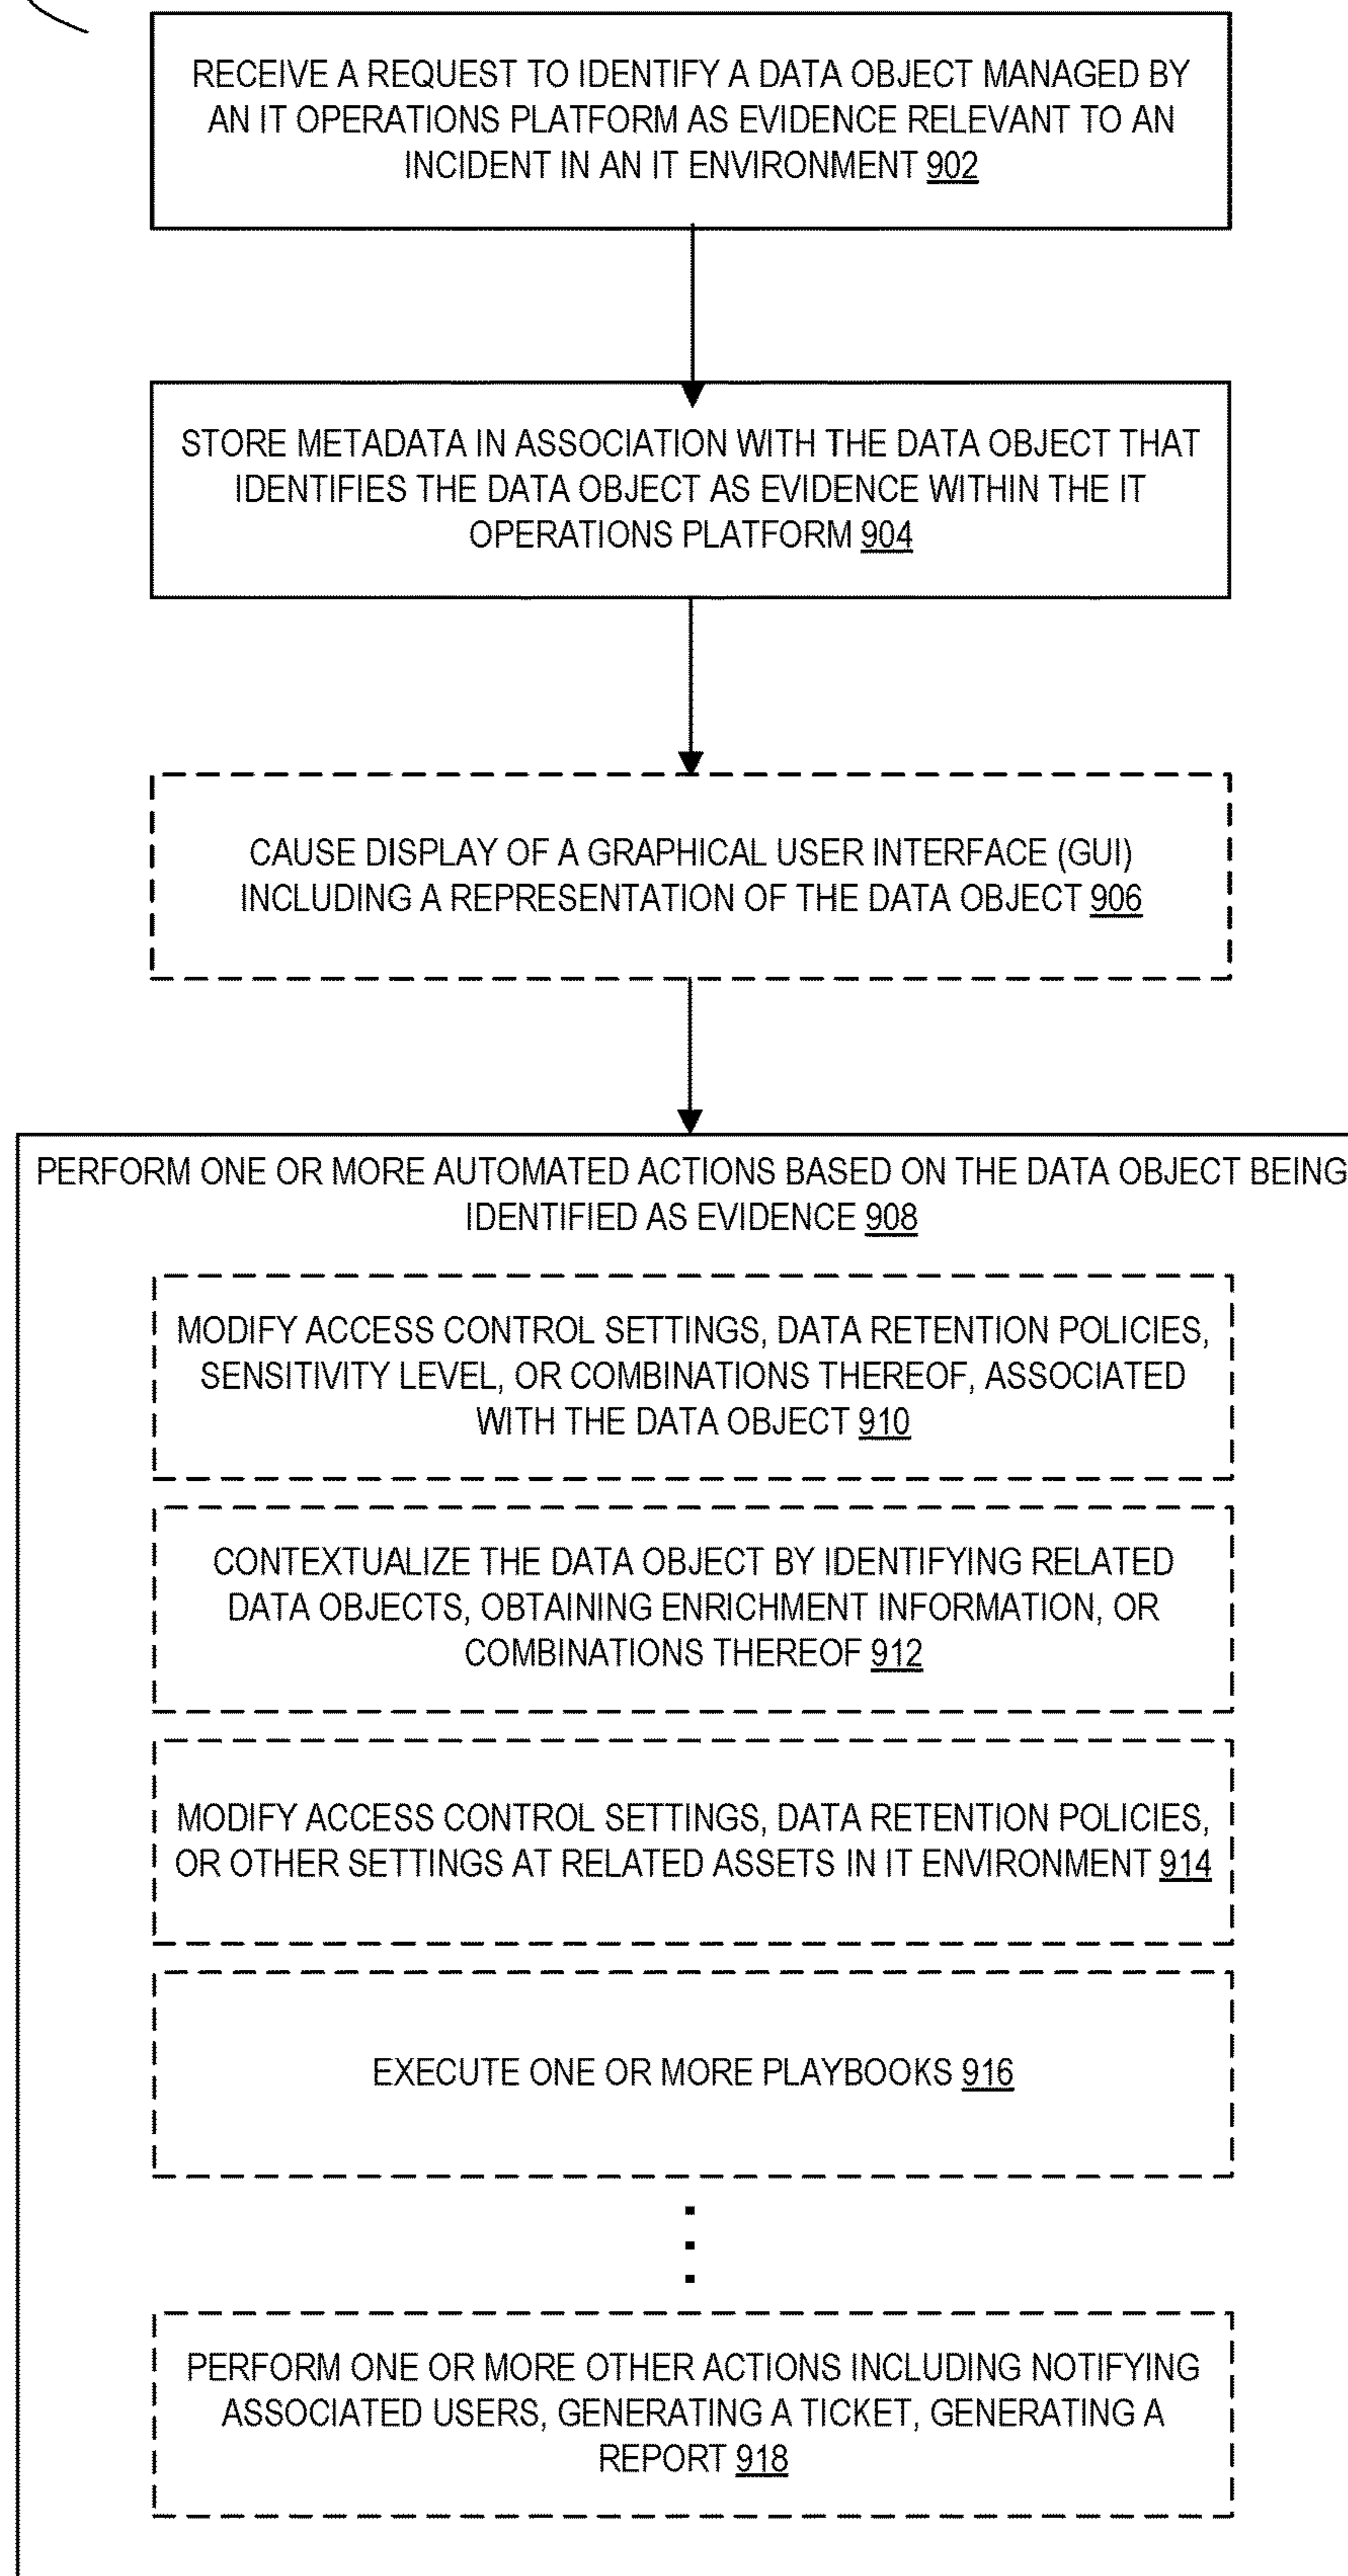 RECEIVE A REQUEST TO IDENTIFY A DATA OBJECT MANAGED BY
AN IT OPERATIONS PLATFORM AS EVIDENCE RELEVANT TO AN
INCIDENT IN AN IT ENVIRONMENT 902
STORE METADATA IN ASSOCIATION WITH THE DATA OBJECT THAT
IDENTIFIES THE DATA OBJECT AS EVIDENCE WITHIN THE IT
OPERATIONS PLATFORM 904
CAUSE DISPLAY OF A GRAPHICAL USER INTERFACE (GUI)
INCLUDING A REPRESENTATION OF THE DATA OBJECT 906
PERFORM ONE OR MORE AUTOMATED ACTIONS BASED ON THE DATA OBJECT BEING
IDENTIFIED AS EVIDENCE 908
MODIFY ACCESS CONTROL SETTINGS, DATA RETENTION POLICIES,
SENSITIVITY LEVEL, OR COMBINATIONS THEREOF, ASSOCIATED
WITH THE DATA OBJECT 910
CONTEXTUALIZE THE DATA OBJECT BY IDENTIFYING RELATED
DATA OBJECTS, OBTAINING ENRICHMENT INFORMATION, OR
COMBINATIONS THEREOF 912
MODIFY ACCESS CONTROL SETTINGS, DATA RETENTION POLICIES,
OR OTHER SETTINGS AT RELATED ASSETS IN IT ENVIRONMENT 914
EXECUTE ONE OR MORE PLAYBOOKS 916
PERFORM ONE OR MORE OTHER ACTIONS INCLUDING NOTIFYING
ASSOCIATED USERS, GENERATING A TICKET, GENERATING A
REPORT 918